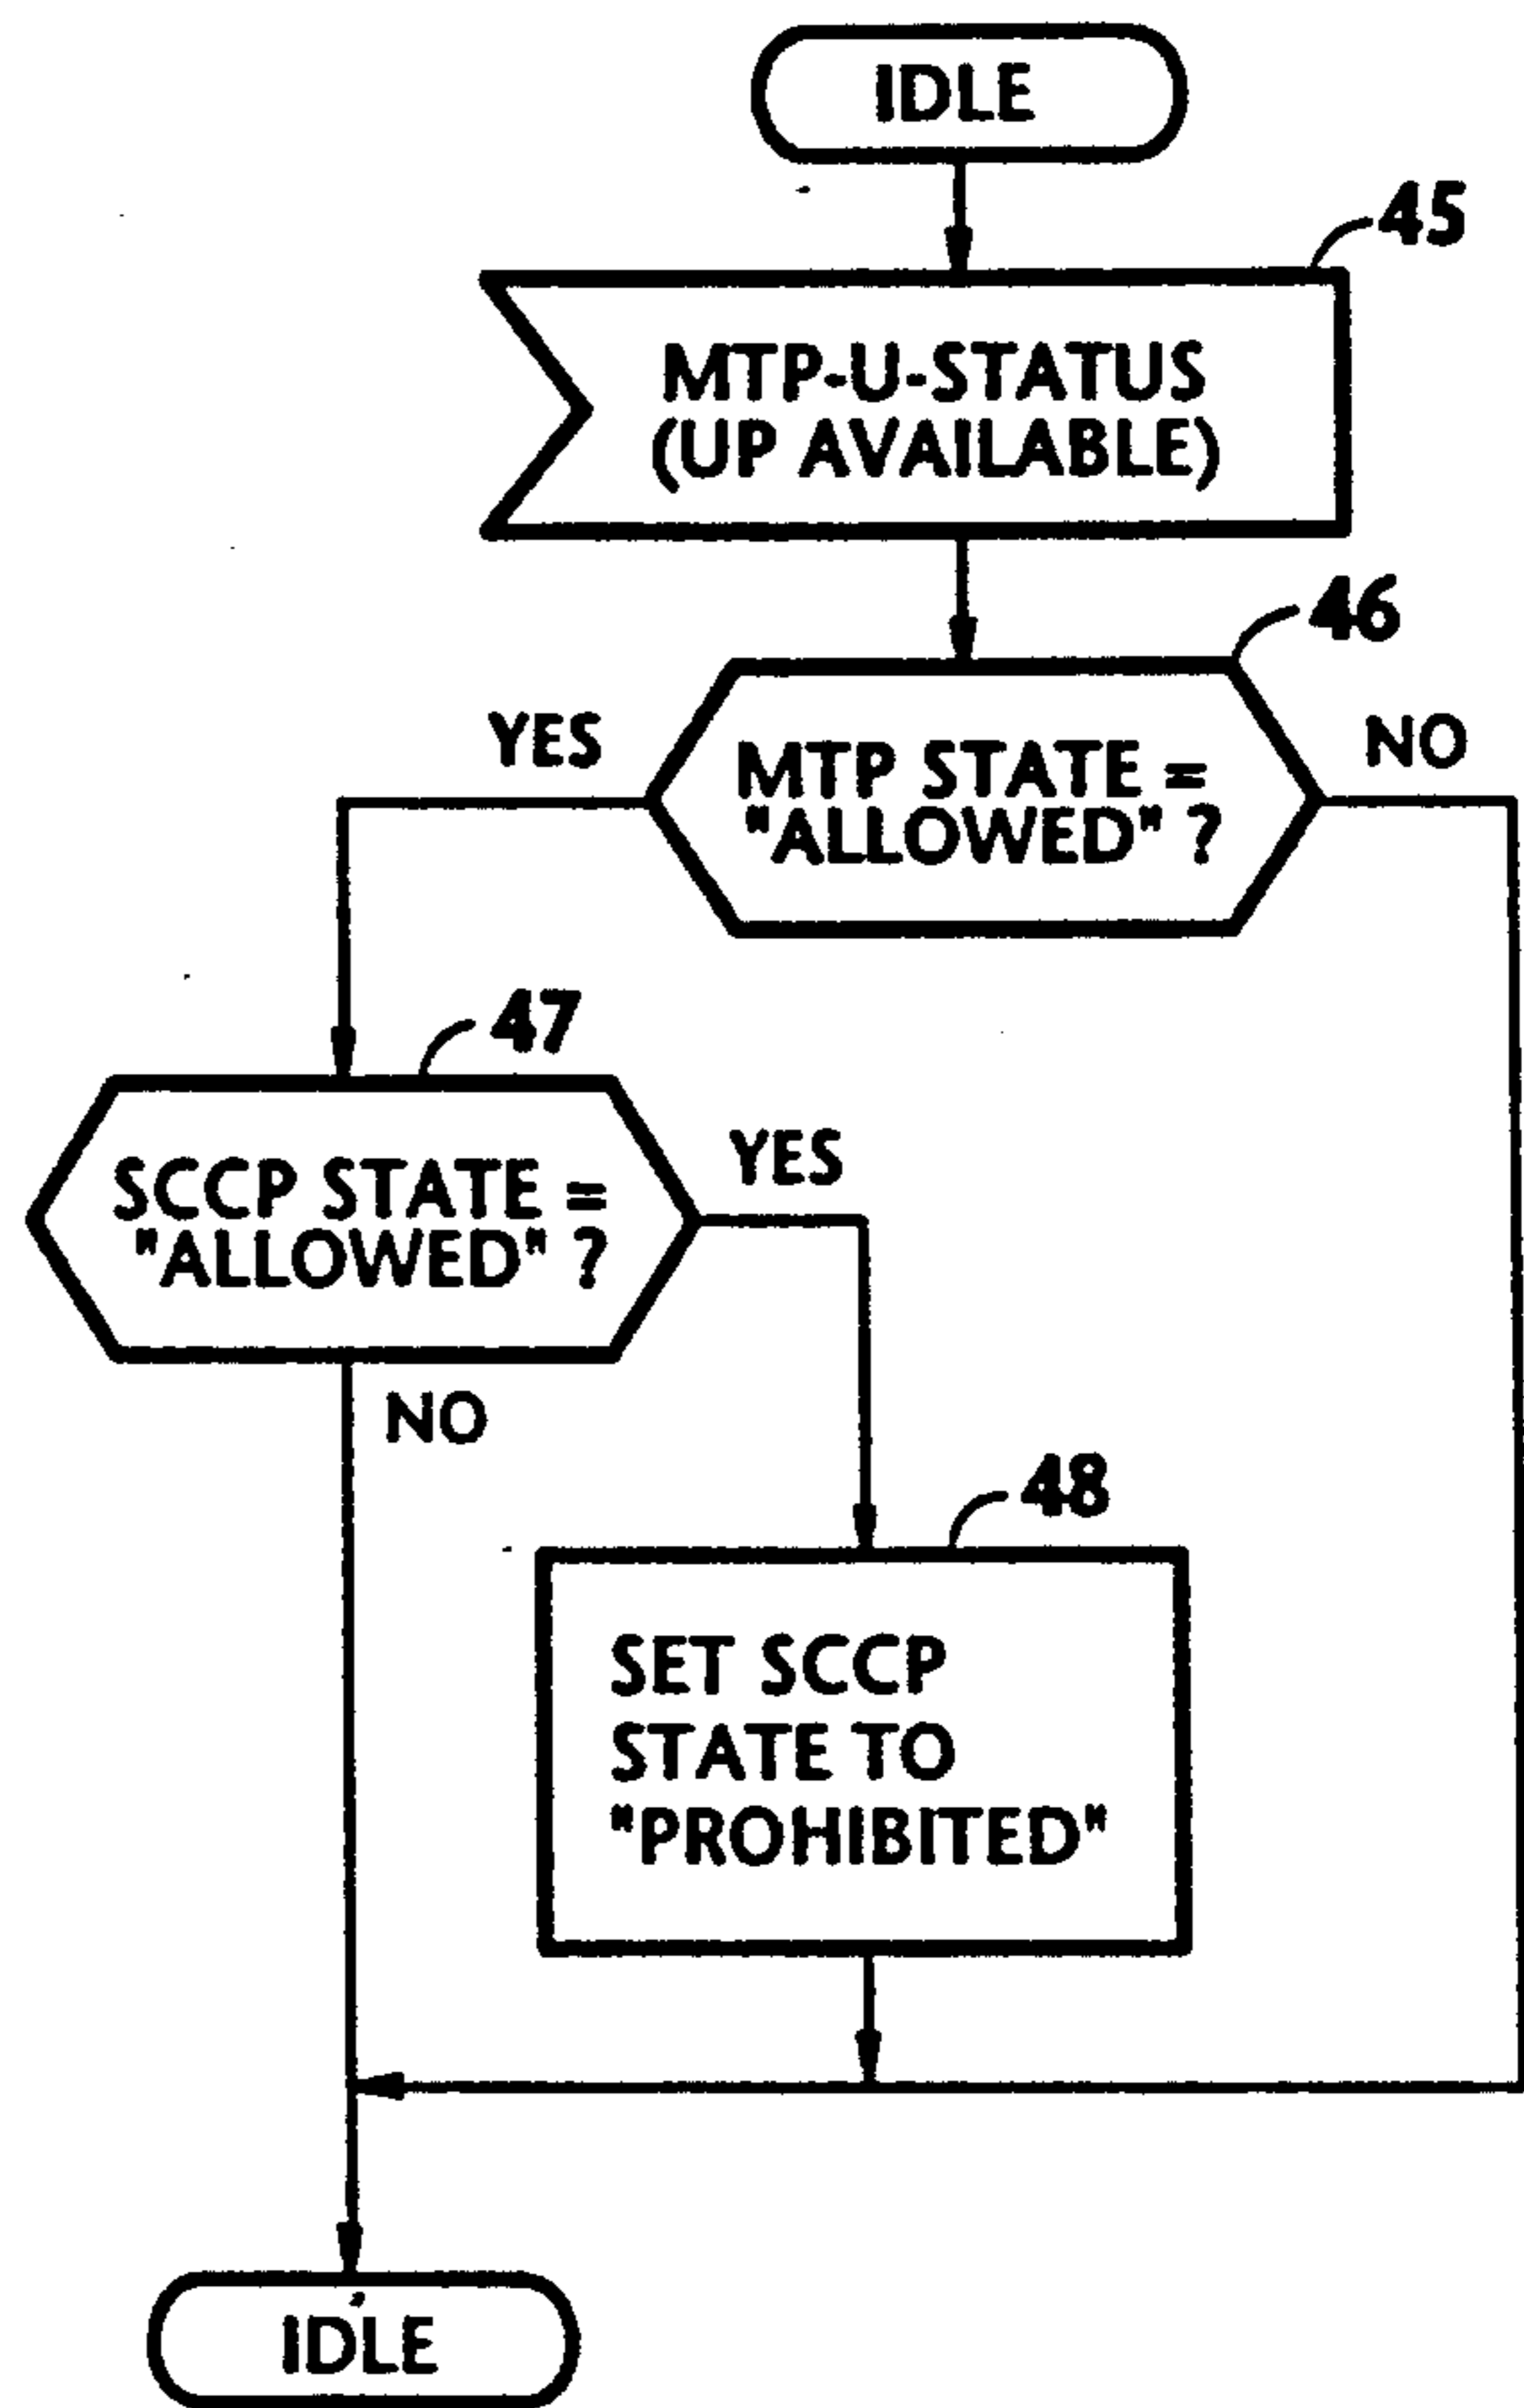 IDLE
45
MTP-U-STATUS
(UP AVAILABLE)
46
YES
NO
MTP STATE =
"ALLOWED" ?
47
YES
SCCP STATE =
"ALLOWED" ?
NO
48
SET SCCP
STATE TO
"PROHIBITED"
IDLE